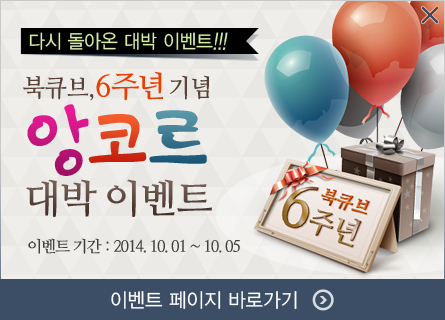 다시 돌아온 대박 이벤트!!!
북큐브, 6주년 기념
앙코르
대박 이벤트
이벤트 기간 : 2014. 10. 01 ~ 10. 05
북큐브
6주년
이벤트 페이지 바로가기